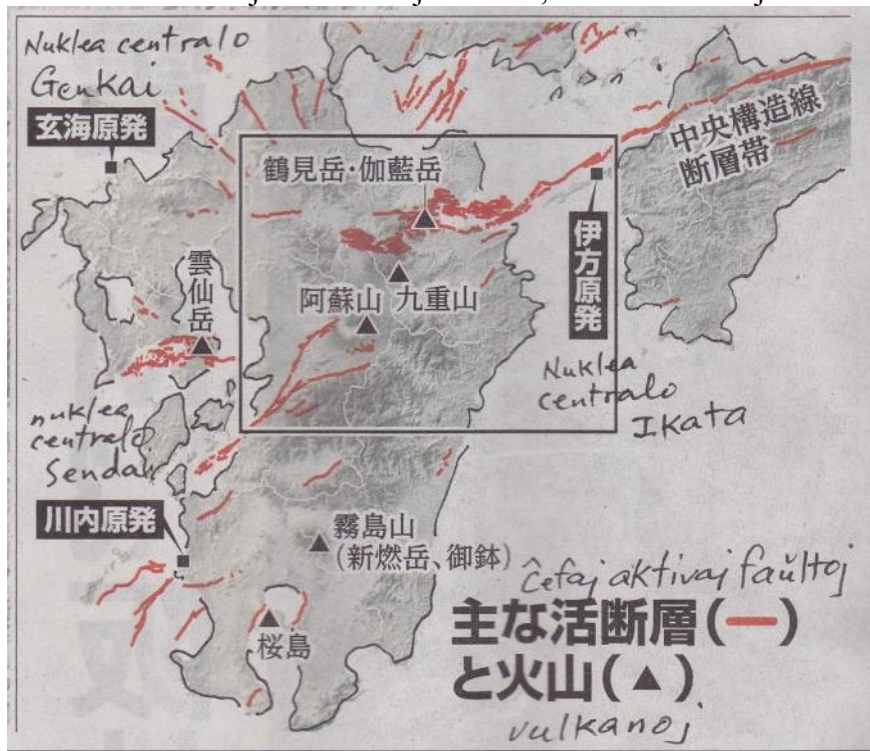 Nuklea centralo
Genkai
玄海原発
鶴見岳・伽藍岳
中央構造線
断層帯
伊方原発
雲仙岳
阿蘇山
九重山
Nuklea
centralo
Ikata
nuklea
centralo
Sendai
川内原発
霧島山
(新燃岳、御鉢)
桜島
Ĉefaj aktivaj faŭltoj
主な活断層(━)
と火山(▲)
vulkanoj